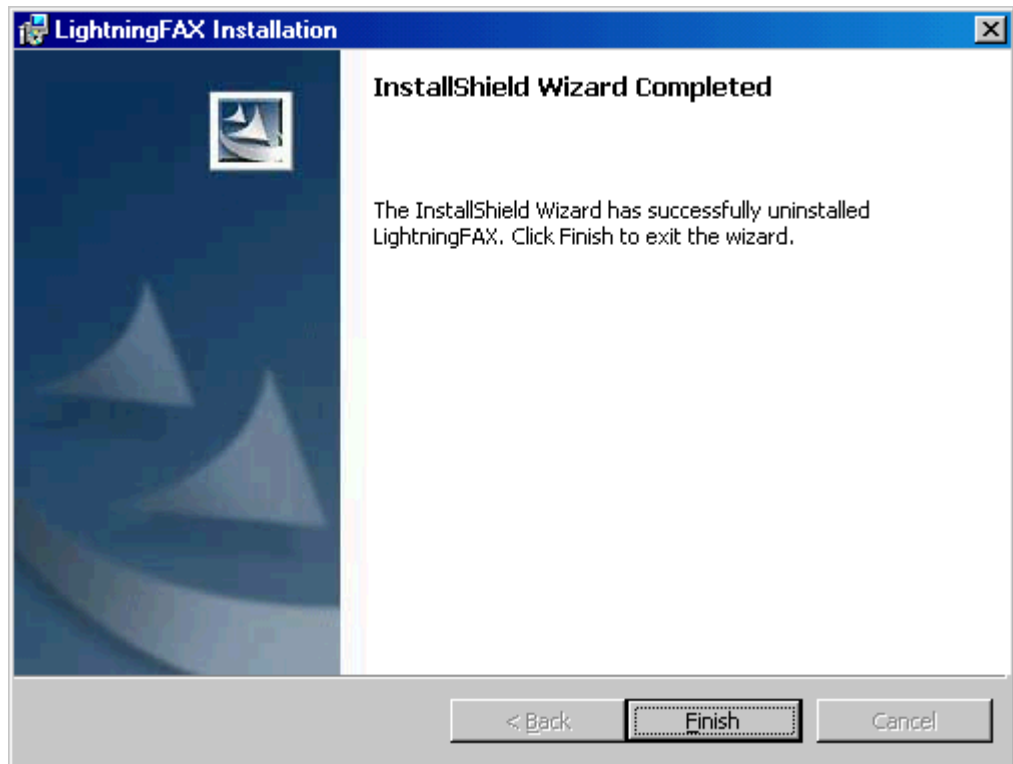 LightningFAX Installation
InstallShield Wizard Completed
The InstallShield Wizard has successfully uninstalled
LightningFAX. Click Finish to exit the wizard.
< Back
Finish
Cancel